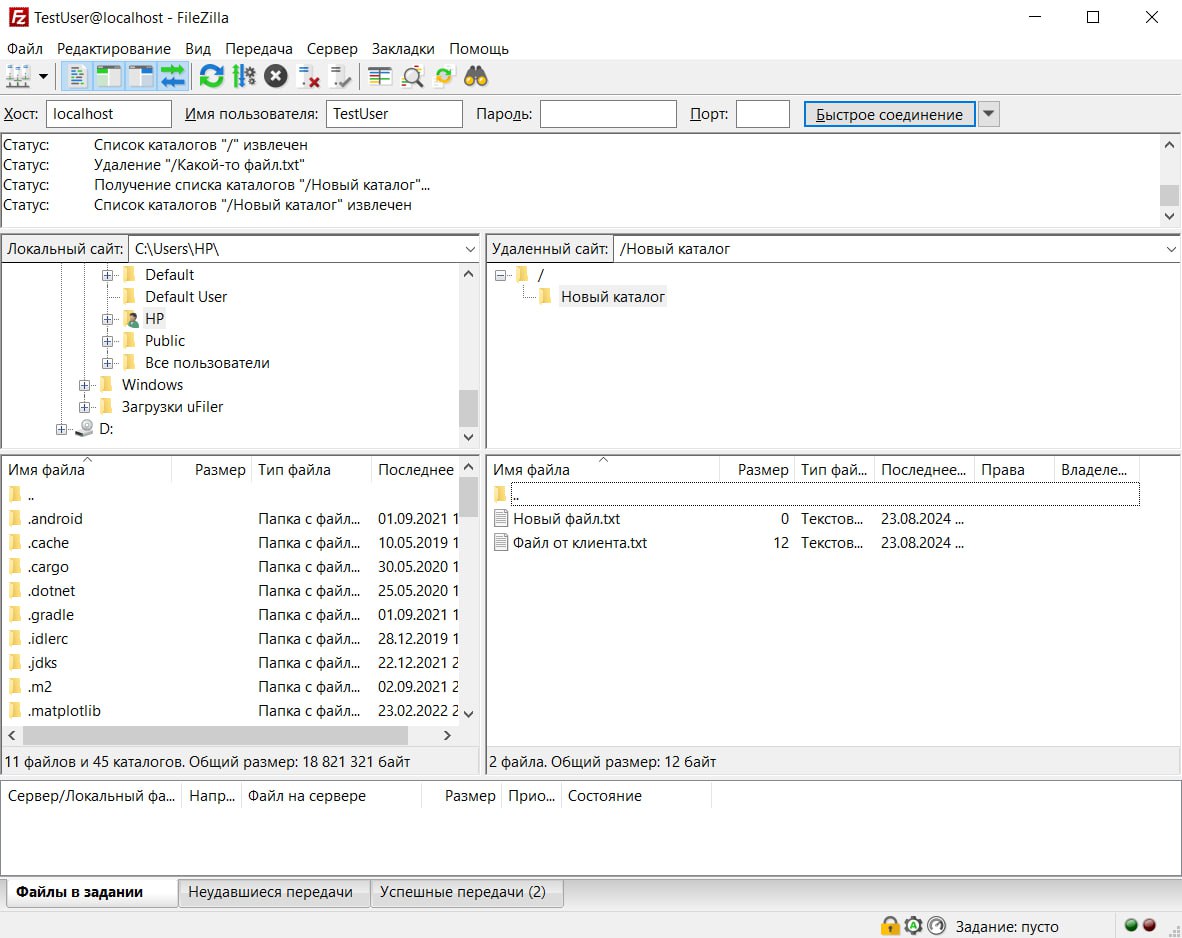 TestUser@localhost - FileZilla
Файл Редактирование Вид Передача Сервер Закладки Помощь
Хост: localhost Имя пользователя: TestUser Пароль: Порт: Быстрое соединение
Статус: Список каталогов "/" извлечен
Статус: Удаление "/Какой-то файл.txt"
Статус: Получение списка каталогов "/Новый каталог"...
Статус: Список каталогов "/Новый каталог" извлечен
Локальный сайт: C:\Users\HP\
Default
Default User
HP
Public
Все пользователи
Windows
Загрузки uFiler
D:
Удаленный сайт: /Новый каталог
/
Новый каталог
Имя файла Размер Тип файла Последнее
..
.android Папка с файл... 01.09.2021 1
.cache Папка с файл... 10.05.2019 1
.cargo Папка с файл... 30.05.2020 1
.dotnet Папка с файл... 25.05.2020 1
.gradle Папка с файл... 01.09.2021 1
.idlerc Папка с файл... 28.12.2019 1
.jdks Папка с файл... 22.12.2021 2
.m2 Папка с файл... 02.09.2021 2
.matplotlib Папка с файл... 23.02.2022 2
11 файлов и 45 каталогов. Общий размер: 18 821 321 байт
Имя файла Размер Тип фай... Последнее... Права Владеле...
..
Новый файл.txt 0 Текстов... 23.08.2024 ...
Файл от клиента.txt 12 Текстов... 23.08.2024 ...
2 файла. Общий размер: 12 байт
Сервер/Локальный фа... Напр... Файл на сервере Размер Прио... Состояние
Файлы в задании Неудавшиеся передачи Успешные передачи (2)
Задание: пусто